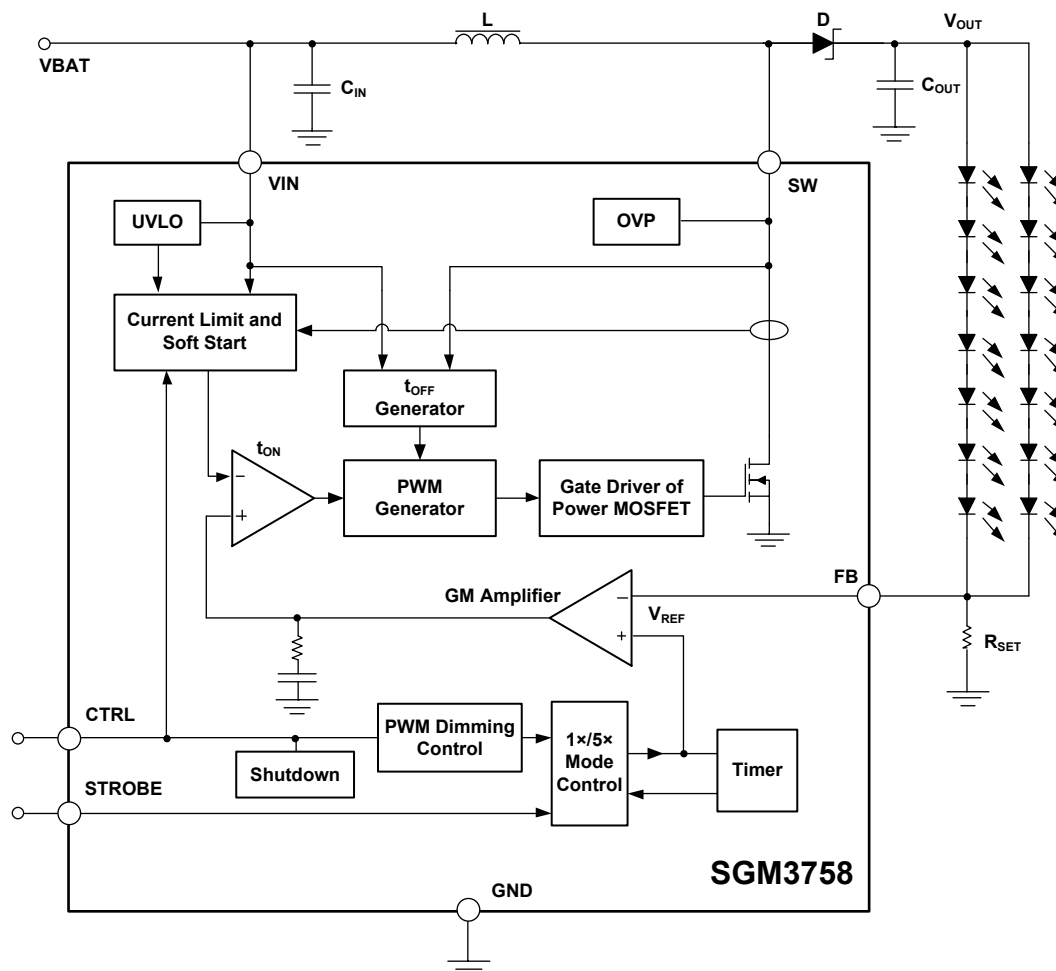 L
D
VOUT
VBAT
CIN
COUT
VIN
SW
UVLO
OVP
Current Limit and
Soft Start
tOFF
Generator
tON
−
+
PWM
Generator
Gate Driver of
Power MOSFET
FB
GM Amplifier
−
VREF
+
RSET
CTRL
PWM Dimming
Control
1×/5×
Mode
Control
Timer
Shutdown
STROBE
SGM3758
GND